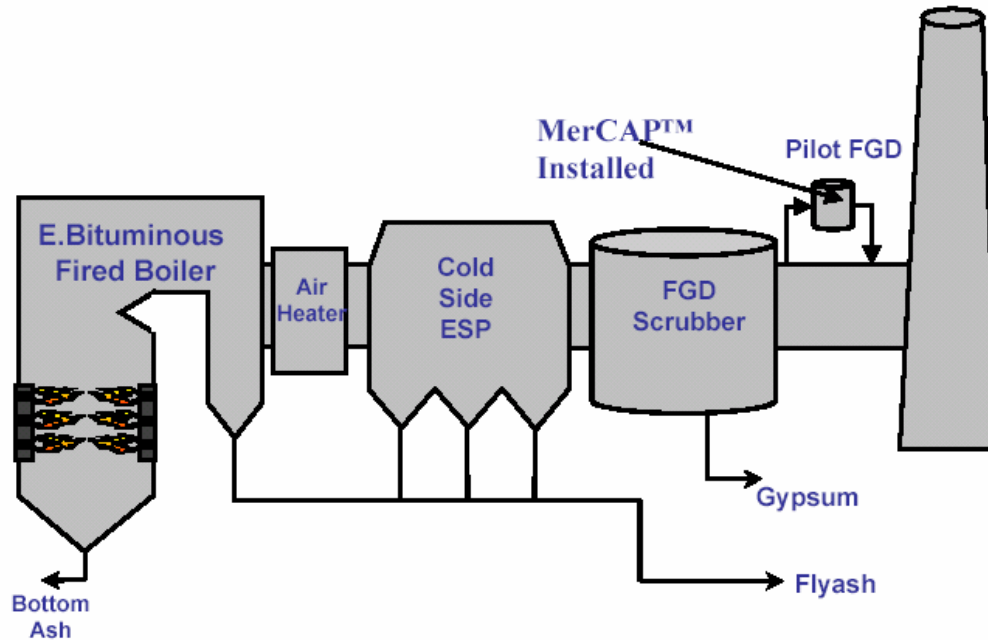 MerCAP™
Installed
Pilot FGD
E.Bituminous
Fired Boiler
Air
Heater
Cold
Side
ESP
FGD
Scrubber
Gypsum
Flyash
Bottom
Ash